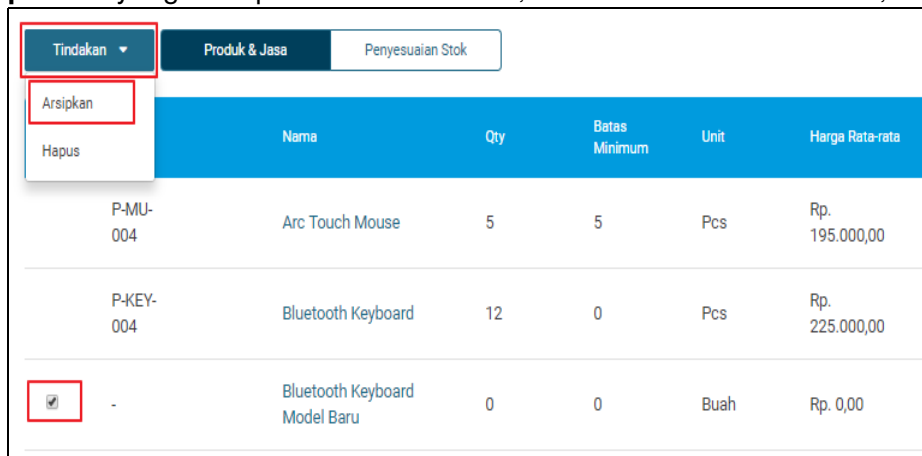 Tindakan
Produk & Jasa
Penyesuaian Stok
Arsipkan
Hapus
Nama
Qty
Batas
Minimum
Unit
Harga Rata-rata
P-MU-
004
Arc Touch Mouse
5
5
Pcs
Rp.
195.000,00
P-KEY-
004
Bluetooth Keyboard
12
0
Pcs
Rp.
225.000,00
-
Bluetooth Keyboard
Model Baru
0
0
Buah
Rp. 0,00